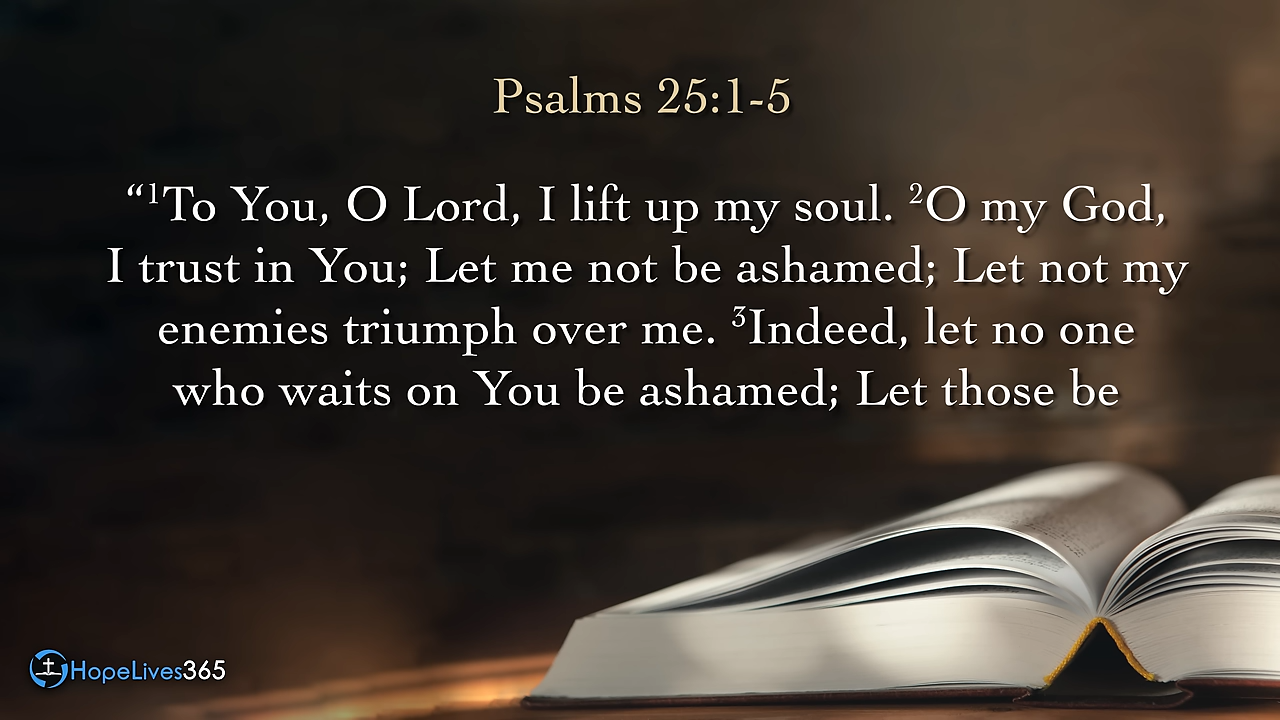 Psalms 25:1-5
“¹To You, O Lord, I lift up my soul. ²O my God,
I trust in You; Let me not be ashamed; Let not my
enemies triumph over me. ³Indeed, let no one
who waits on You be ashamed; Let those be
HopeLives365